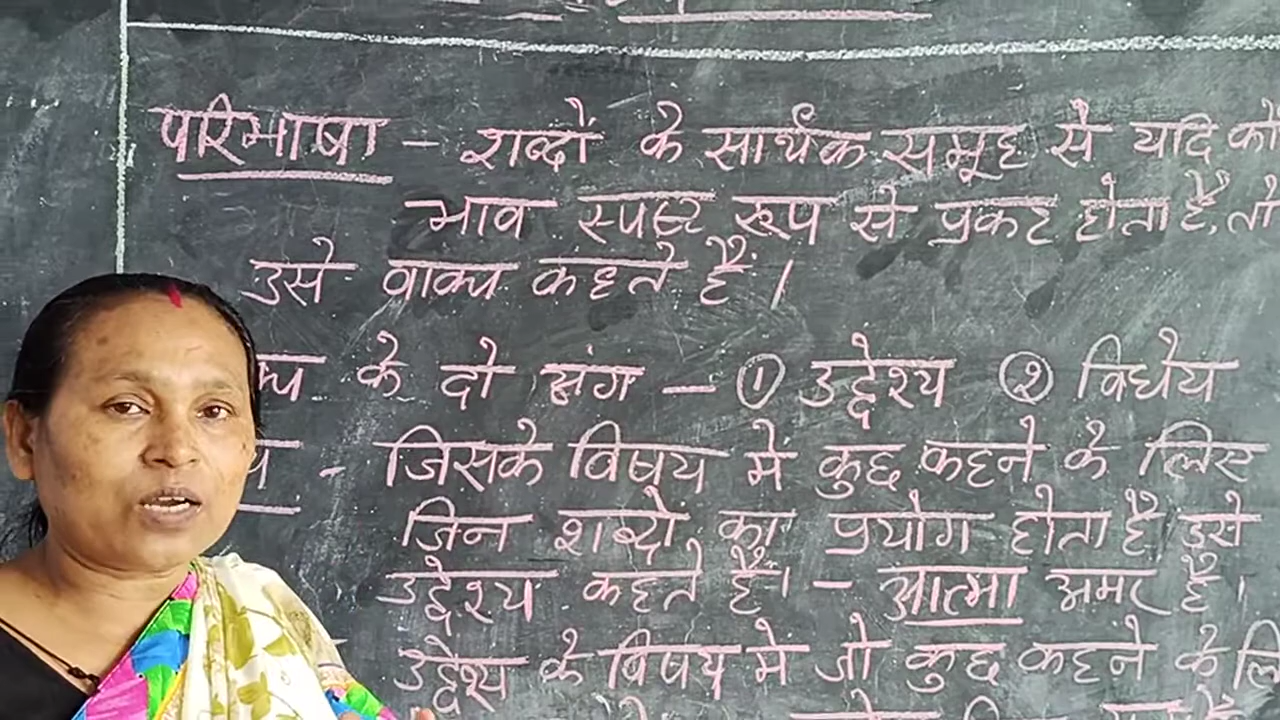 परिभाषा - शब्दों के सार्थक समूह से यदि
भाव स्पष्ट रूप से प्रकट होता है, तो
उसे वाक्य कहते हैं।
के दो अंग - ① उद्देश्य ② विधेय
- जिसके विषय में कुछ कहने के लिए
जिन शब्दों का प्रयोग होता है इसे
उद्देश्य कहते हैं। - आत्मा अमर है।
उद्देश्य के विषय में जो कुछ कहने के